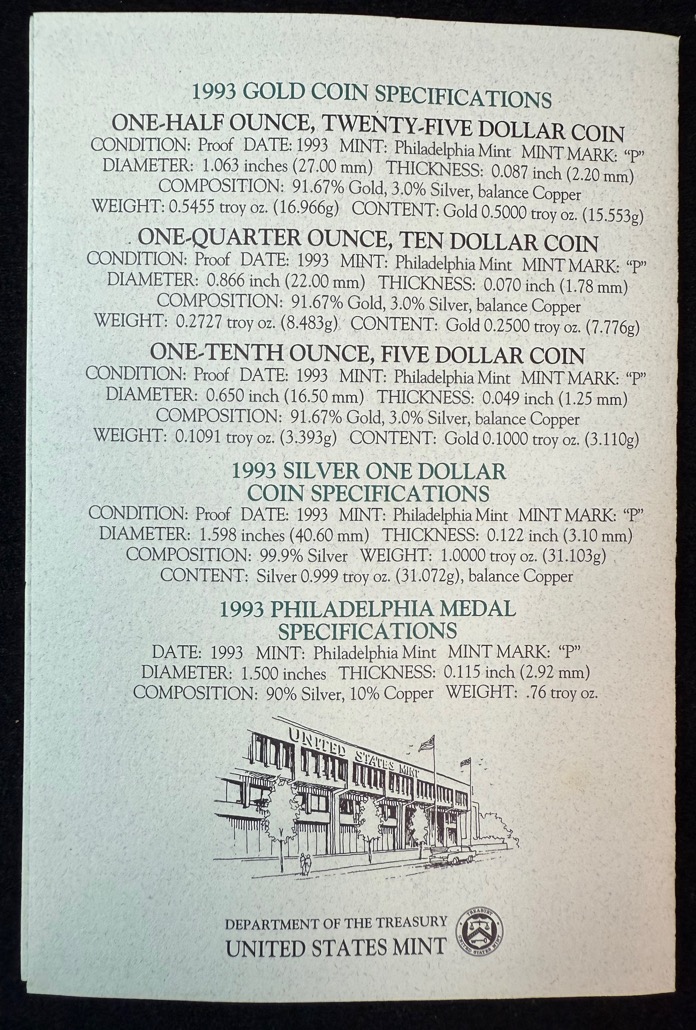 1993 GOLD COIN SPECIFICATIONS
ONE-HALF OUNCE, TWENTY-FIVE DOLLAR COIN
CONDITION: Proof DATE: 1993 MINT: Philadelphia Mint MINT MARK: “P”
DIAMETER: 1.063 inches (27.00 mm) THICKNESS: 0.087 inch (2.20 mm)
COMPOSITION: 91.67% Gold, 3.0% Silver, balance Copper
WEIGHT: 0.5455 troy oz. (16.966g) CONTENT: Gold 0.5000 troy oz. (15.553g)
ONE-QUARTER OUNCE, TEN DOLLAR COIN
CONDITION: Proof DATE: 1993 MINT: Philadelphia Mint MINT MARK: “P”
DIAMETER: 0.866 inch (22.00 mm) THICKNESS: 0.070 inch (1.78 mm)
COMPOSITION: 91.67% Gold, 3.0% Silver, balance Copper
WEIGHT: 0.2727 troy oz. (8.483g) CONTENT: Gold 0.2500 troy oz. (7.776g)
ONE-TENTH OUNCE, FIVE DOLLAR COIN
CONDITION: Proof DATE: 1993 MINT: Philadelphia Mint MINT MARK: “P”
DIAMETER: 0.650 inch (16.50 mm) THICKNESS: 0.049 inch (1.25 mm)
COMPOSITION: 91.67% Gold, 3.0% Silver, balance Copper
WEIGHT: 0.1091 troy oz. (3.393g) CONTENT: Gold 0.1000 troy oz. (3.110g)
1993 SILVER ONE DOLLAR
COIN SPECIFICATIONS
CONDITION: Proof DATE: 1993 MINT: Philadelphia Mint MINT MARK: “P”
DIAMETER: 1.598 inches (40.60 mm) THICKNESS: 0.122 inch (3.10 mm)
COMPOSITION: 99.9% Silver WEIGHT: 1.0000 troy oz. (31.103g)
CONTENT: Silver 0.999 troy oz. (31.072g), balance Copper
1993 PHILADELPHIA MEDAL
SPECIFICATIONS
DATE: 1993 MINT: Philadelphia Mint MINT MARK: “P”
DIAMETER: 1.500 inches THICKNESS: 0.115 inch (2.92 mm)
COMPOSITION: 90% Silver, 10% Copper WEIGHT: .76 troy oz.
UNITED STATES MINT
DEPARTMENT OF THE TREASURY
UNITED STATES MINT
TREASURY
UNITED STATES MINT